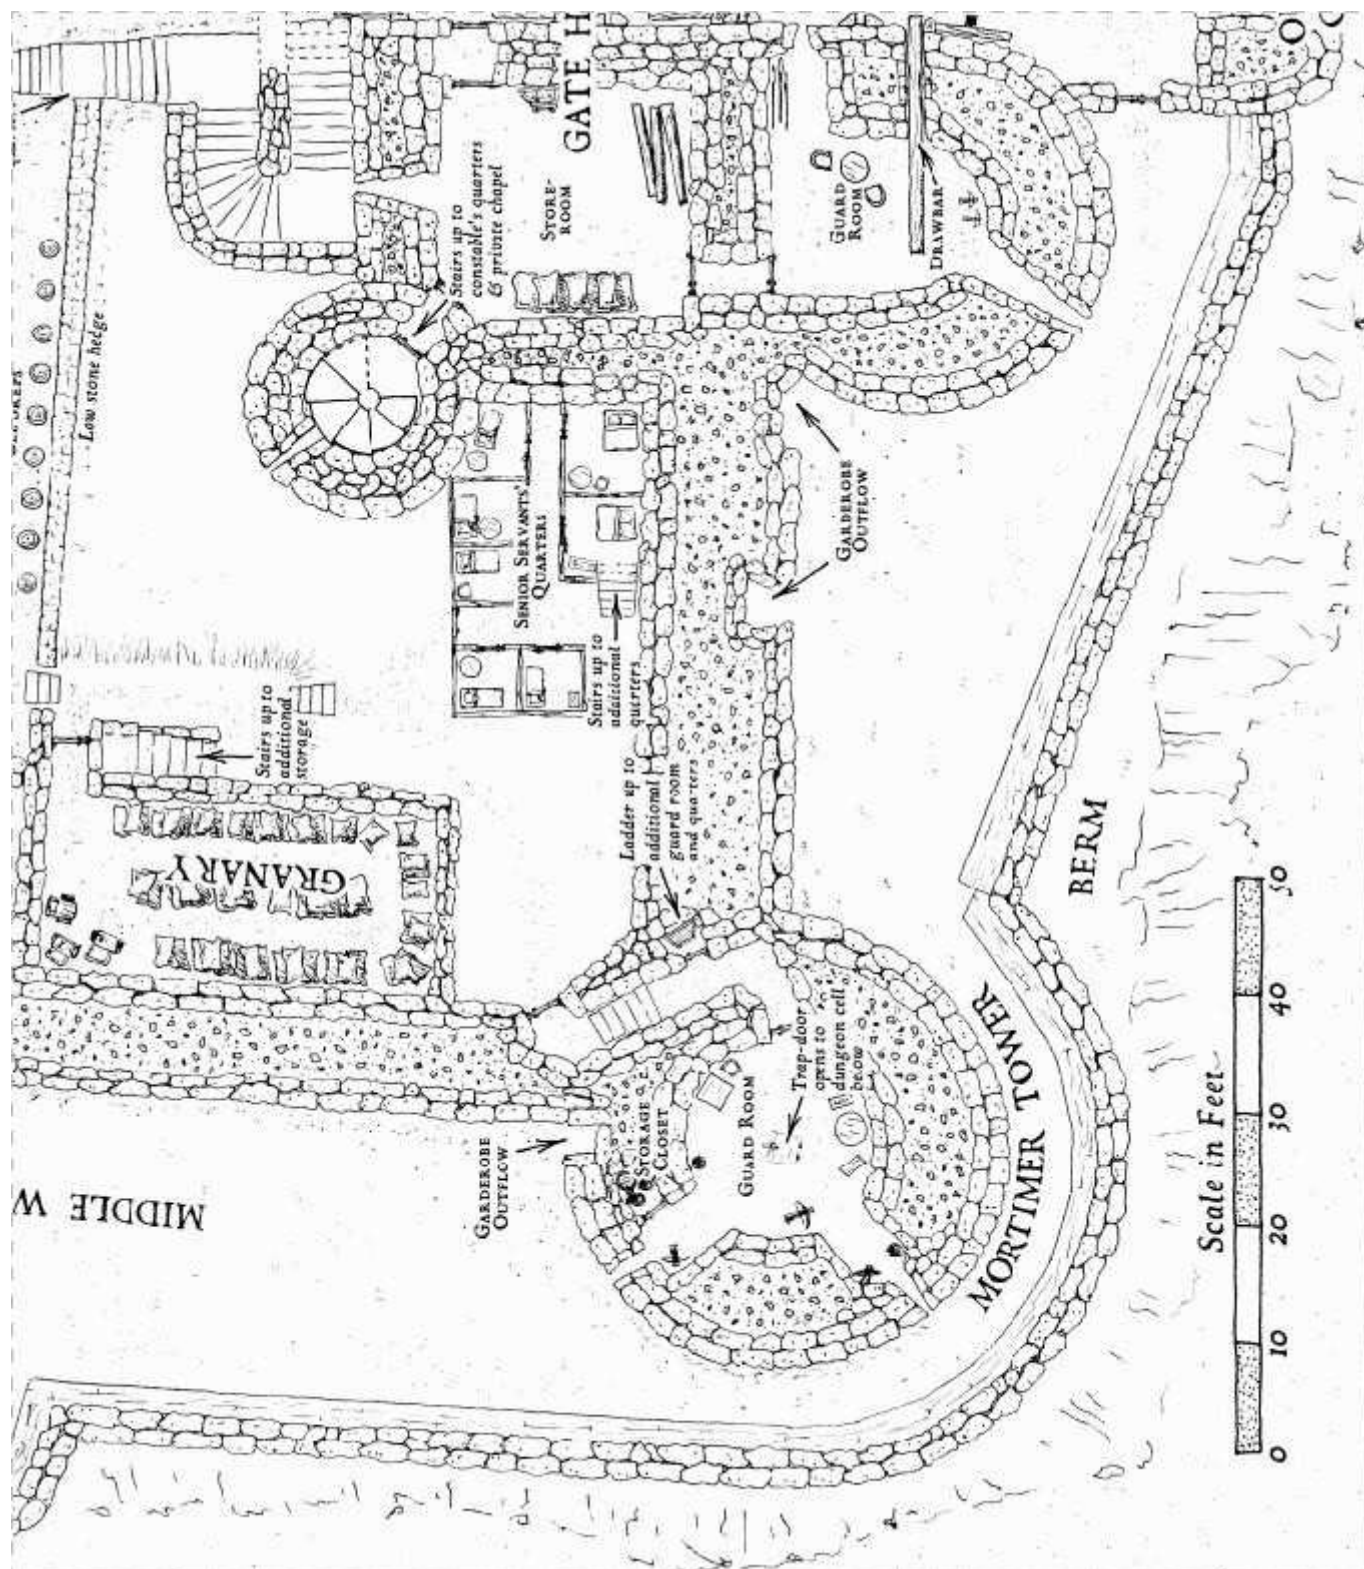 GATE H
O
Stairs up to
constable's quarters
& private chapel
STORE-
ROOM
GUARD
ROOM
DRAWBAR
Low stone hedge
SENIOR SERVANTS'
QUARTERS
GARDEROBE
OUTFLOW
Stairs up to
additional
quarters
Stairs up to
additional
storage
Ladder up to
additional
guard room
and quarters
GRANARY
BERM
Trap-door
opens to
dungeon cell
below
MORTIMER TOWER
GUARD ROOM
STORAGE
CLOSET
GARDEROBE
OUTFLOW
MIDDLE W
Scale in Feet
0 10 20 30 40 50